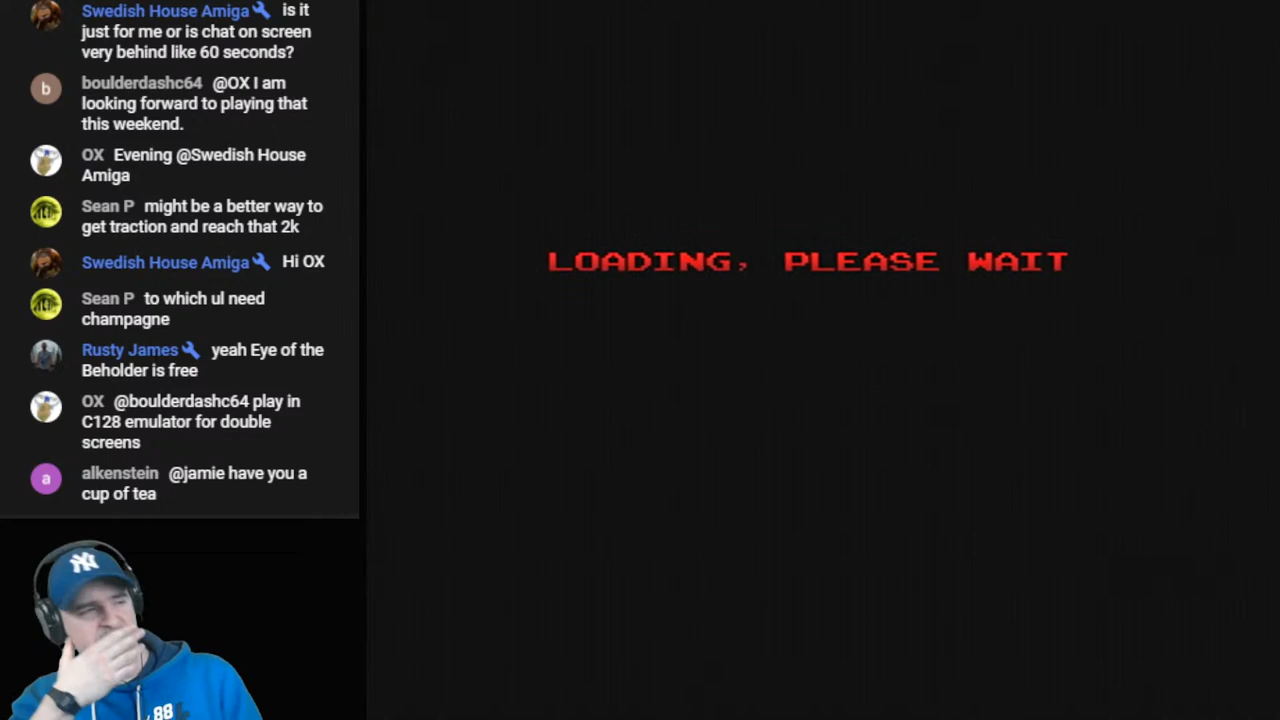 Swedish House Amiga is it
just for me or is chat on screen
very behind like 60 seconds?
b boulderdashc64 @OX I am
looking forward to playing that
this weekend.
OX Evening @Swedish House
Amiga
Sean P might be a better way to
get traction and reach that 2k
Swedish House Amiga Hi OX
Sean P to which ul need
champagne
Rusty James yeah Eye of the
Beholder is free
OX @boulderdashc64 play in
C128 emulator for double
screens
a alkenstein @jamie have you a
cup of tea
LOADING, PLEASE WAIT
NY
88